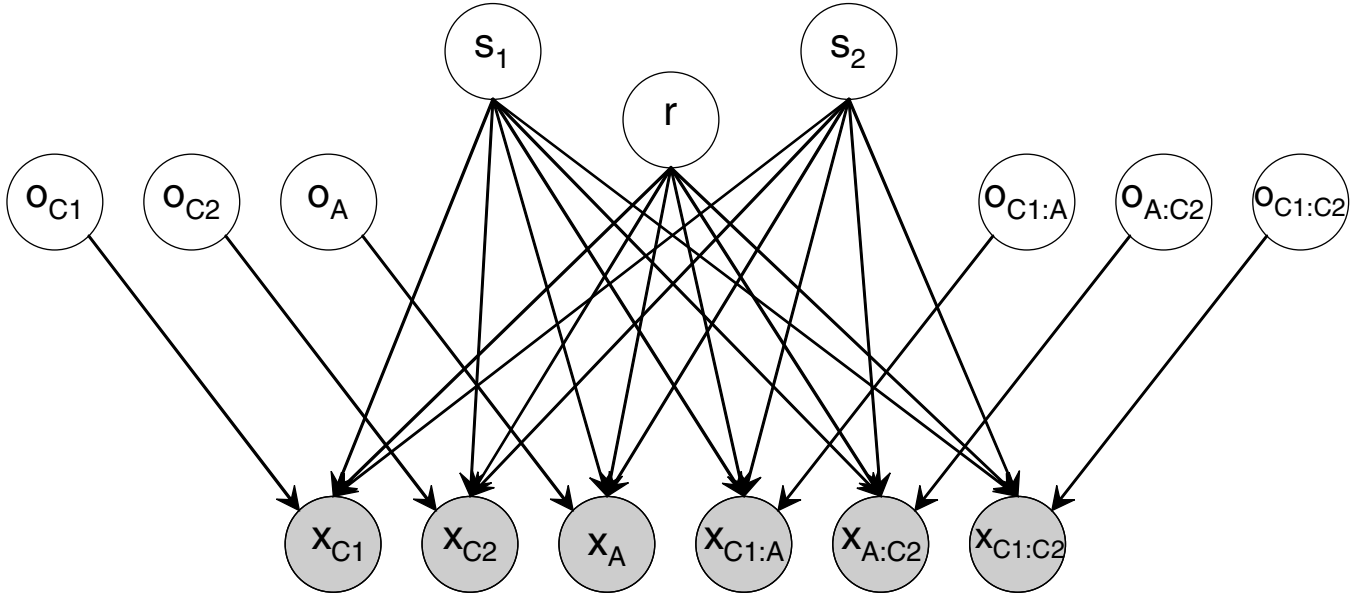 s1
s2
r
oC1
oC2
oA
oC1:A
oA:C2
oC1:C2
xC1
xC2
xA
xC1:A
xA:C2
xC1:C2